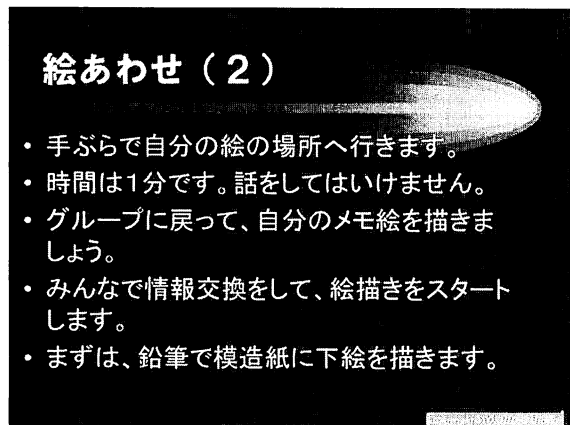 絵あわせ（２）
• 手ぶらで自分の絵の場所へ行きます。
• 時間は１分です。話をしてはいけません。
• グループに戻って、自分のメモ絵を描きま
しょう。
• みんなで情報交換をして、絵描きをスタート
します。
• まずは、鉛筆で模造紙に下絵を描きます。